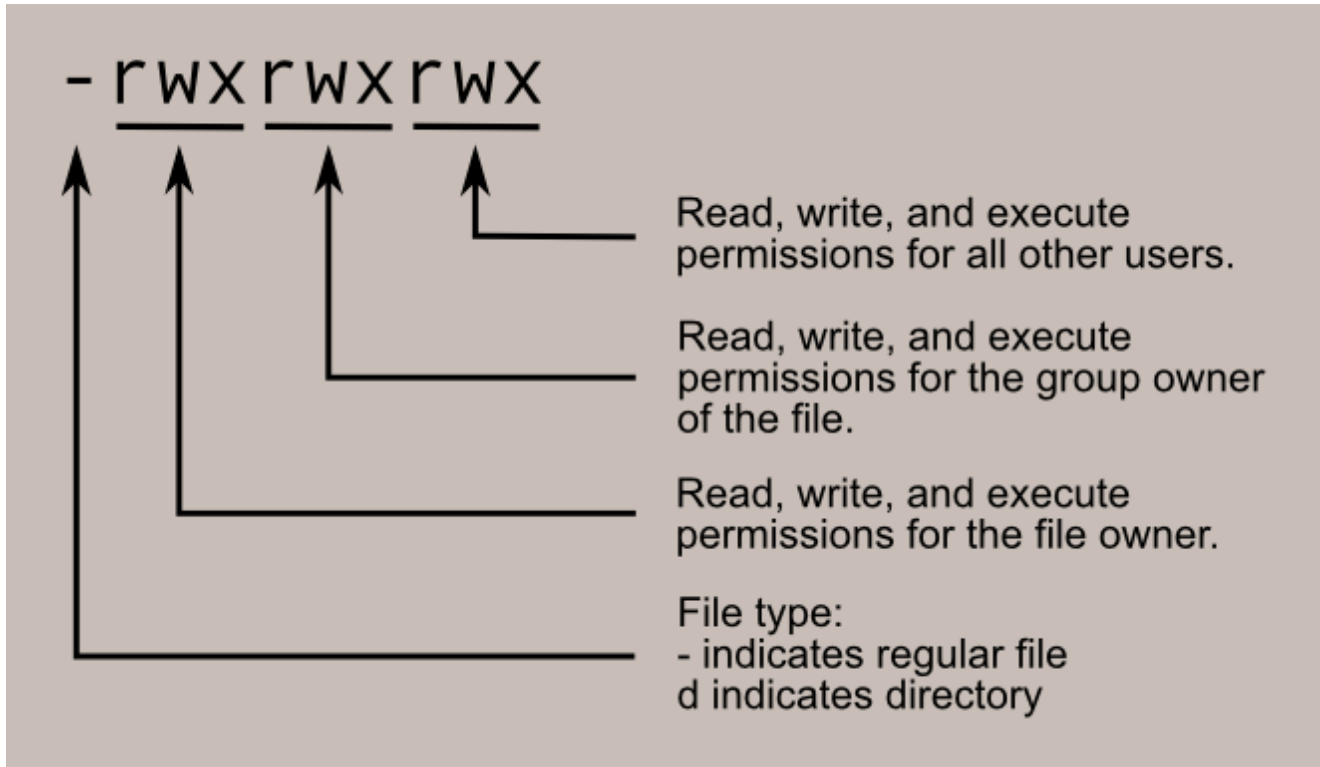 -rwxrwxrwx
Read, write, and execute
permissions for all other users.
Read, write, and execute
permissions for the group owner
of the file.
Read, write, and execute
permissions for the file owner.
File type:
- indicates regular file
d indicates directory